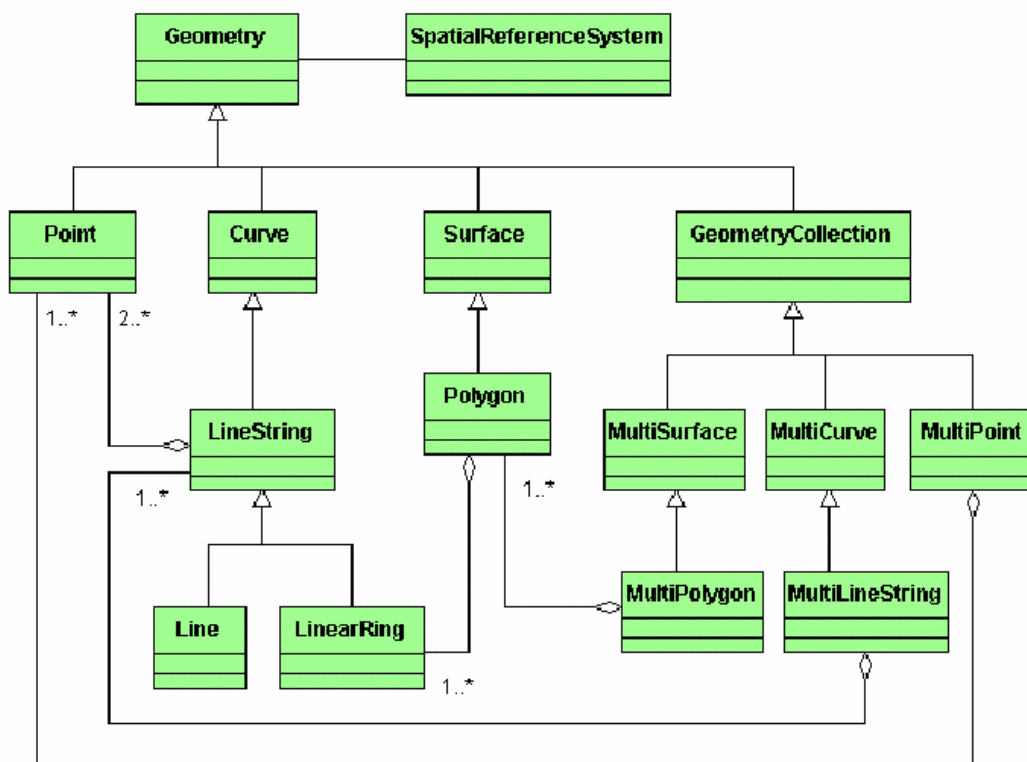 Geometry
SpatialReferenceSystem
Point
Curve
Surface
GeometryCollection
1..*
2..*
Polygon
LineString
MultiSurface
MultiCurve
MultiPoint
1..*
1..*
Line
LinearRing
MultiPolygon
MultiLineString
1..*